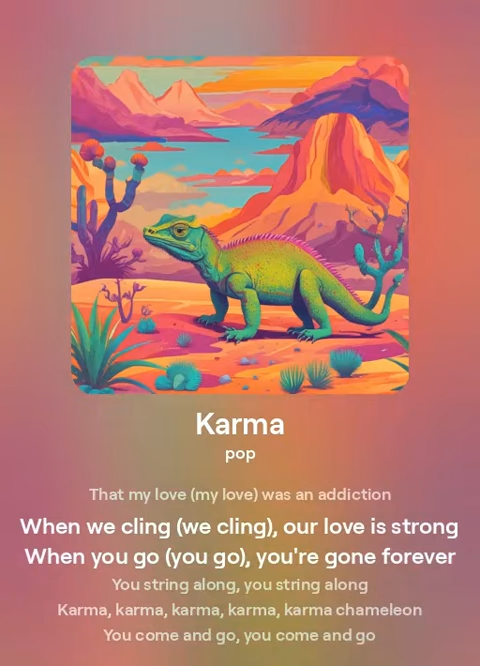 Karma
pop
That my love (my love) was an addiction
When we cling (we cling), our love is strong
When you go (you go), you're gone forever
You string along, you string along
Karma, karma, karma, karma, karma chameleon
You come and go, you come and go